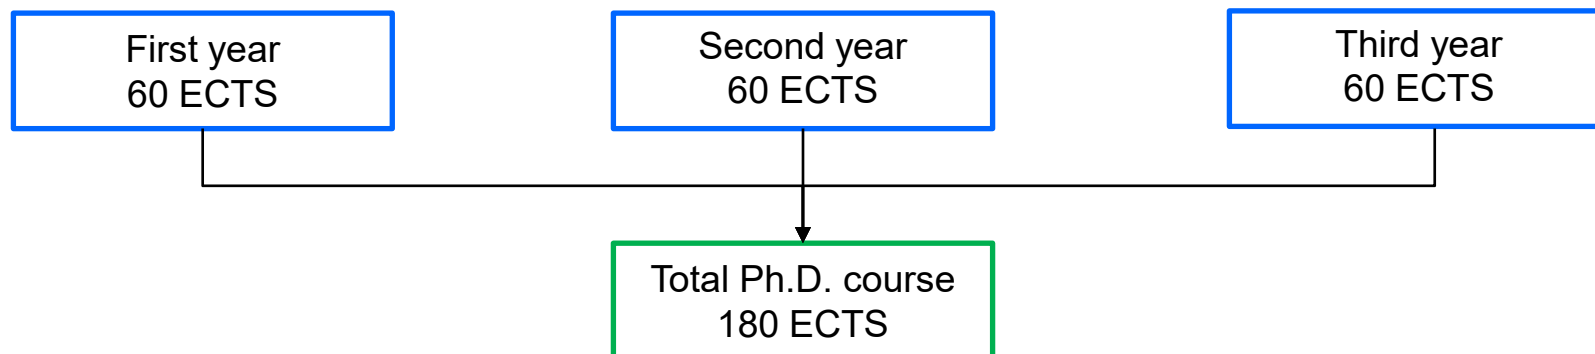 First year
60 ECTS
Second year
60 ECTS
Third year
60 ECTS
Total Ph.D. course
180 ECTS